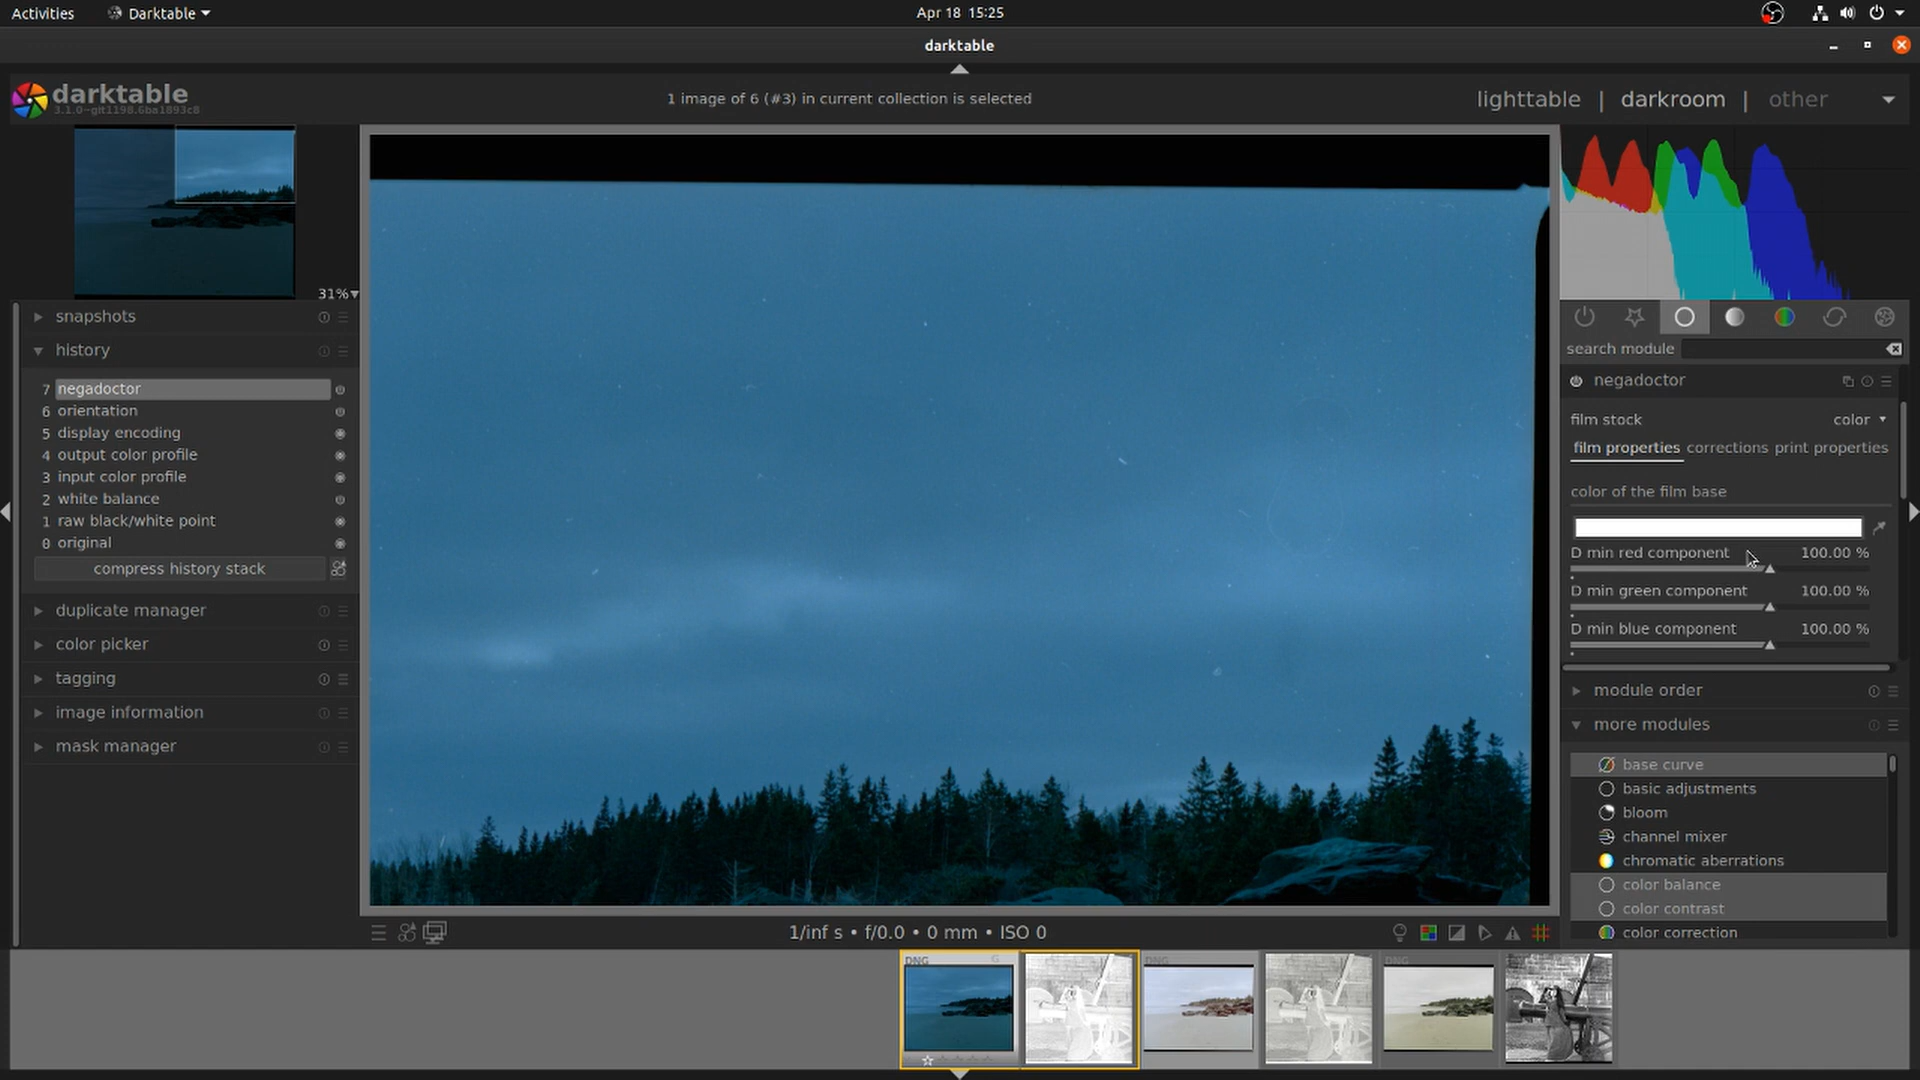 Activities Darktable Apr 18 15:25
darktable
darktable
3.1.0~git1198.6ba1893c8
1 image of 6 (#3) in current collection is selected
lighttable | darkroom | other
31%
snapshots
history
7 negadoctor
6 orientation
5 display encoding
4 output color profile
3 input color profile
2 white balance
1 raw black/white point
0 original
compress history stack
duplicate manager
color picker
tagging
image information
mask manager
search module
negadoctor
film stock color
film properties corrections print properties
color of the film base
D min red component 100.00 %
D min green component 100.00 %
D min blue component 100.00 %
module order
more modules
base curve
basic adjustments
bloom
channel mixer
chromatic aberrations
color balance
color contrast
color correction
1/inf s • f/0.0 • 0 mm • ISO 0
DNG G
DNG
DNG